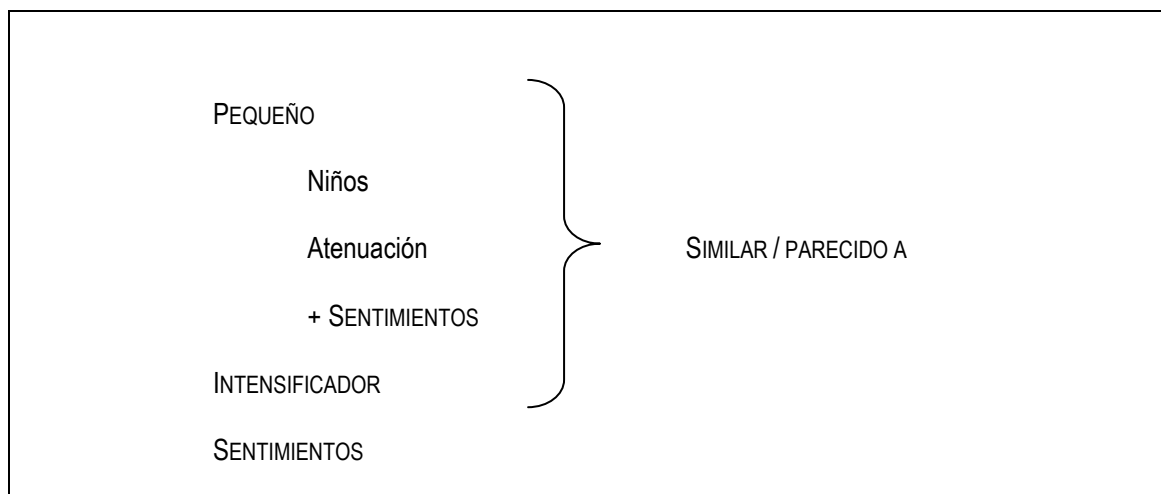 PEQUEÑO
Niños
Atenuación
SIMILAR / PARECIDO A
+ SENTIMIENTOS
INTENSIFICADOR
SENTIMIENTOS